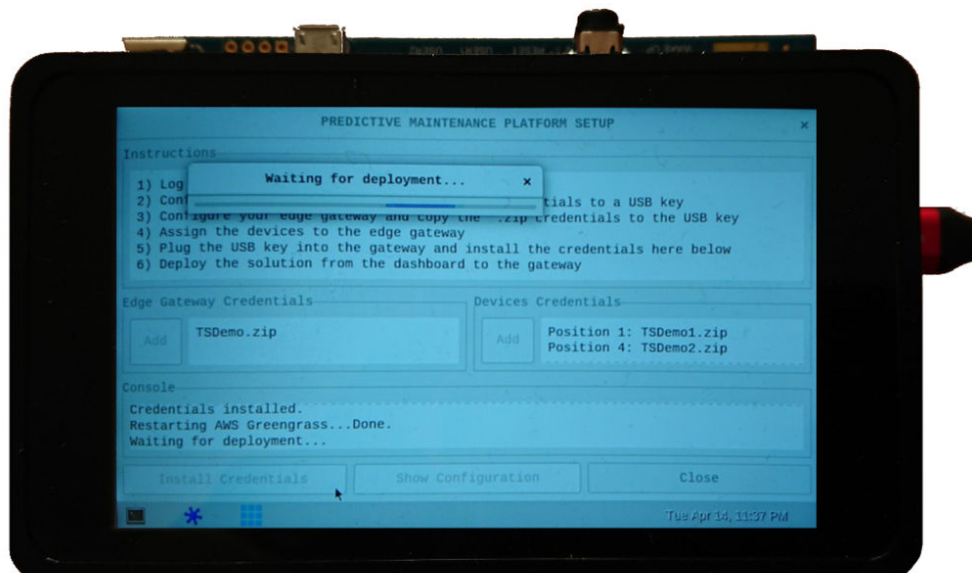 PREDICTIVE MAINTENANCE PLATFORM SETUP ×
Instructions
Waiting for deployment... ×
1) Log
2) Conf tials to a USB key
3) Configure your edge gateway and copy the *.zip credentials to the USB key
4) Assign the devices to the edge gateway
5) Plug the USB key into the gateway and install the credentials here below
6) Deploy the solution from the dashboard to the gateway
Edge Gateway Credentials
Add
TSDemo.zip
Devices Credentials
Add
Position 1: TSDemo1.zip
Position 4: TSDemo2.zip
Console
Credentials installed.
Restarting AWS Greengrass...Done.
Waiting for deployment...
Install Credentials
Show Configuration
Close
Tue Apr 14, 11:37 PM